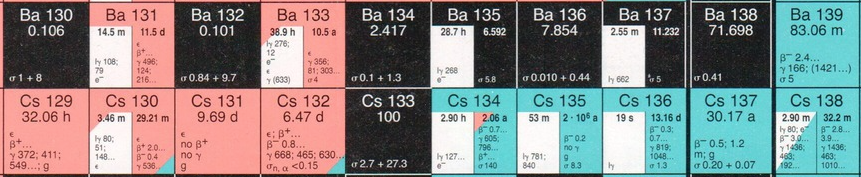 Ba 130
0.106
σ 1 + 8
Ba 131
14.5 m 11.5 d
Iγ 108;
79
e⁻
ε
β⁺...
γ 496;
124;
216...
Ba 132
0.101
σ 0.84 + 9.7
Ba 133
38.9 h 10.5 a
Iγ 276;
12
e⁻
ε
γ (633)
ε
γ 356;
81; 303...
σ 4
Ba 134
2.417
σ 0.1 + 1.3
Ba 135
28.7 h 6.592
Iγ 268
e⁻
σ 5.8
Ba 136
7.854
σ 0.010 + 0.44
Ba 137
2.55 m 11.232
Iγ 662
σ 5
Ba 138
71.698
σ 0.41
Ba 139
83.06 m
β⁻ 2.4...
γ 166; (1421...)
σ 5
Cs 129
32.06 h
ε
β⁺...
γ 372; 411;
549...; g
Cs 130
3.46 m 29.21 m
Iγ 80;
51;
148...
ε
β⁺ 2.0...
β⁻ 0.4
γ 536...
Cs 131
9.69 d
ε
no β⁺
no γ
g
Cs 132
6.47 d
ε; β⁺...
β⁻ 0.8...
γ 668; 465; 630...
σn, α <0.15
Cs 133
100
σ 2.7 + 27.3
Cs 134
2.90 h 2.06 a
Iγ 127...
e⁻
β⁻ 0.7...
γ 605;
796...
β⁺...
σ 140
Cs 135
53 m 2 · 10⁶ a
Iγ 781;
840
β⁻ 0.2
no γ
g
σ 8.3
Cs 136
19 s 13.16 d
Iγ
β⁻ 0.3;
0.7...
γ 819;
1048...
σ 1.3
Cs 137
30.17 a
β⁻ 0.5; 1.2
m; g
σ 0.20 + 0.07
Cs 138
2.90 m 32.2 m
Iγ 80; e⁻
β⁻ 3.0...
γ 1436;
463;
192...
β⁻ 2.8...
3.9...
γ 1436;
463;
1010...